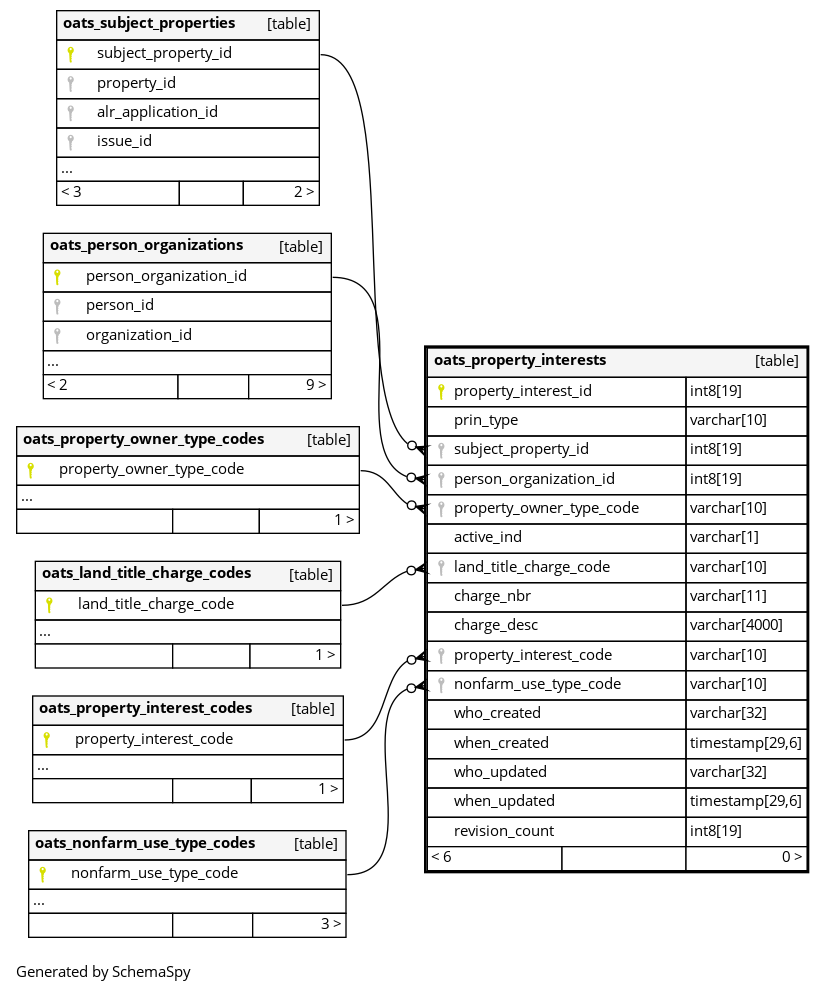 oats_subject_properties [table]
subject_property_id
property_id
alr_application_id
issue_id
...
< 3 2 >
oats_person_organizations [table]
person_organization_id
person_id
organization_id
...
< 2 9 >
oats_property_owner_type_codes [table]
property_owner_type_code
...
1 >
oats_land_title_charge_codes [table]
land_title_charge_code
...
1 >
oats_property_interest_codes [table]
property_interest_code
...
1 >
oats_nonfarm_use_type_codes [table]
nonfarm_use_type_code
...
3 >
oats_property_interests [table]
property_interest_id int8[19]
prin_type varchar[10]
subject_property_id int8[19]
person_organization_id int8[19]
property_owner_type_code varchar[10]
active_ind varchar[1]
land_title_charge_code varchar[10]
charge_nbr varchar[11]
charge_desc varchar[4000]
property_interest_code varchar[10]
nonfarm_use_type_code varchar[10]
who_created varchar[32]
when_created timestamp[29,6]
who_updated varchar[32]
when_updated timestamp[29,6]
revision_count int8[19]
< 6 0 >
Generated by SchemaSpy